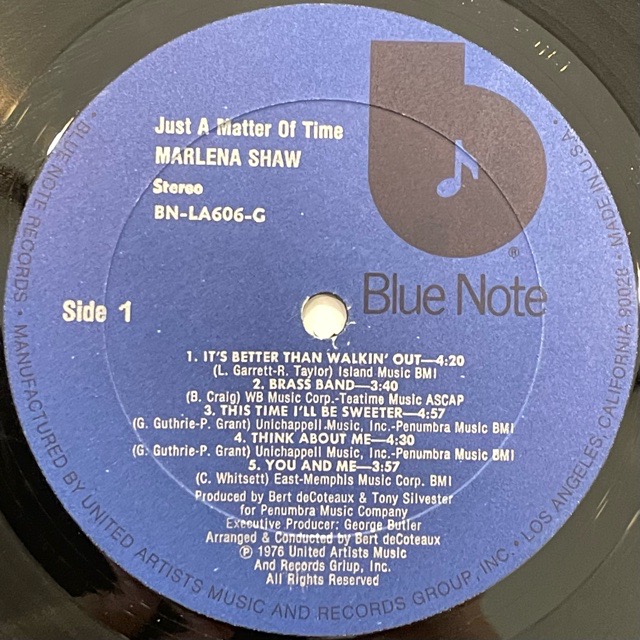 Just A Matter Of Time
MARLENA SHAW
Stereo
BN-LA606-G
b
®
Blue Note
Side 1
1. IT'S BETTER THAN WALKIN' OUT—4:20
(L. Garrett-R. Taylor) Island Music BMI
2. BRASS BAND—3:40
(B. Craig) WB Music Corp.-Teatime Music ASCAP
3. THIS TIME I'LL BE SWEETER—4:57
(G. Guthrie-P. Grant) Unichappell Music, Inc.-Penumbra Music BMI
4. THINK ABOUT ME—4:30
(G. Guthrie-P. Grant) Unichappell Music, Inc.-Penumbra Music BMI
5. YOU AND ME—3:57
(C. Whitsett) East-Memphis Music Corp. BMI
Produced by Bert deCoteaux & Tony Silvester
for Penumbra Music Company
Executive Producer: George Butler
Arranged & Conducted by Bert deCoteaux
℗ 1976 United Artists Music
And Records Grlup, Inc.
All Rights Reserved
• BLUE NOTE RECORDS • MANUFACTURED BY UNITED ARTISTS MUSIC AND RECORDS GROUP, INC. • LOS ANGELES, CALIFORNIA 90028 • MADE IN U.S.A.